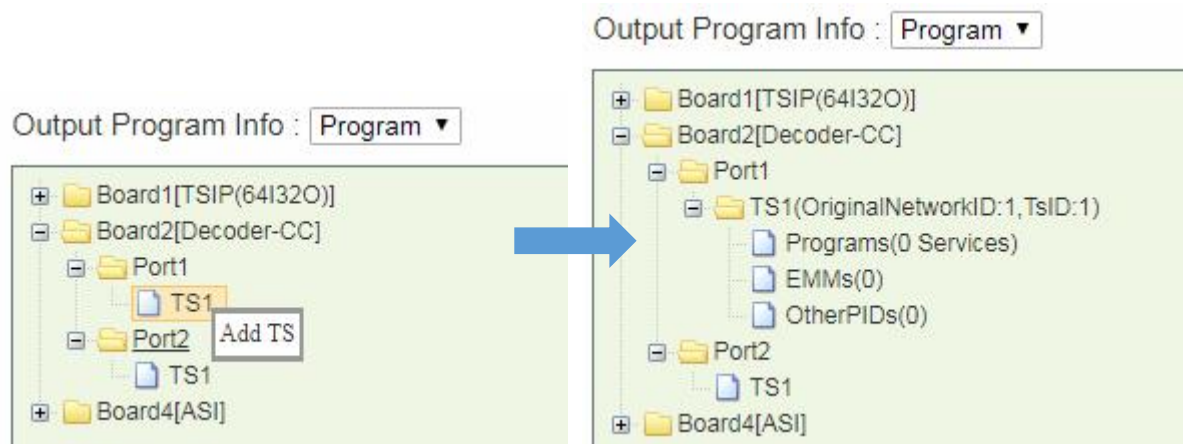 Output Program Info : Program
Board1[TSIP(64I32O)]
Board2[Decoder-CC]
Port1
TS1
Add TS
Port2
TS1
Board4[ASI]
Output Program Info : Program
Board1[TSIP(64I32O)]
Board2[Decoder-CC]
Port1
TS1(OriginalNetworkID:1,TsID:1)
Programs(0 Services)
EMMs(0)
OtherPIDs(0)
Port2
TS1
Board4[ASI]